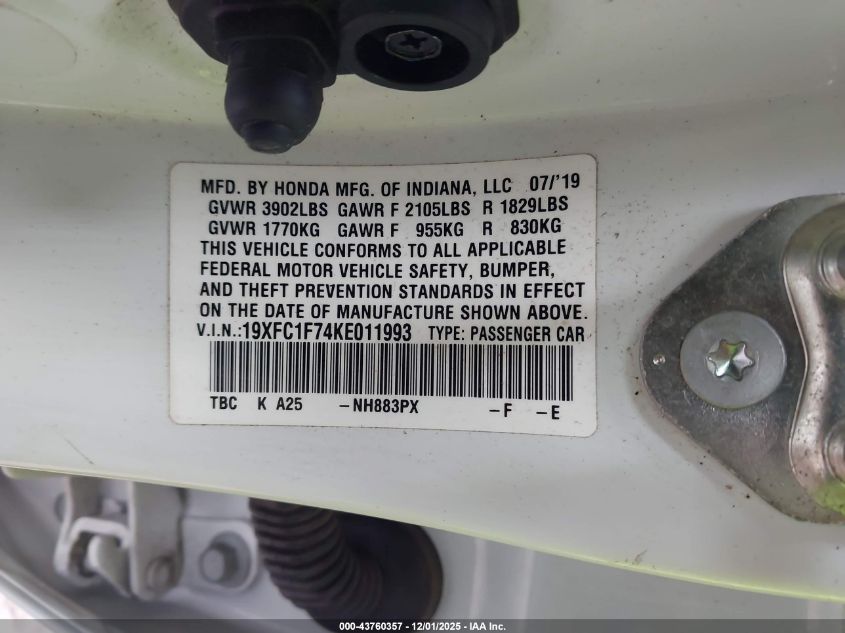 MFD. BY HONDA MFG. OF INDIANA, LLC 07/'19
GVWR 3902LBS GAWR F 2105LBS R 1829LBS
GVWR 1770KG GAWR F 955KG R 830KG
THIS VEHICLE CONFORMS TO ALL APPLICABLE
FEDERAL MOTOR VEHICLE SAFETY, BUMPER,
AND THEFT PREVENTION STANDARDS IN EFFECT
ON THE DATE OF MANUFACTURE SHOWN ABOVE.
V.I.N.:19XFC1F74KE011993 TYPE: PASSENGER CAR
TBC K A25 –NH883PX –F –E
000-43760357 - 12/01/2025 - IAA Inc.